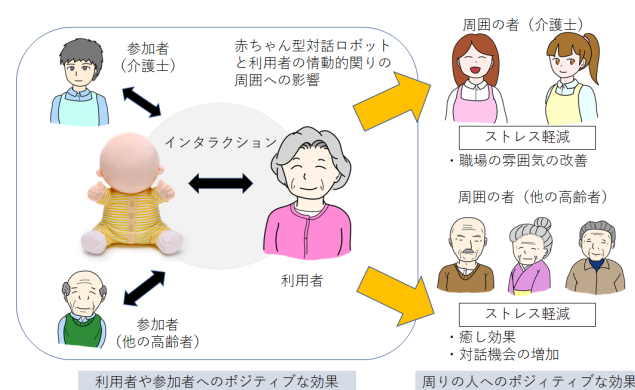 参加者
（介護士）
赤ちゃん型対話ロボット
と利用者の情動的関りの
周囲への影響
インタラクション
利用者
参加者
（他の高齢者）
利用者や参加者へのポジティブな効果
周囲の者（介護士）
ストレス軽減
・職場の雰囲気の改善
周囲の者（他の高齢者）
ストレス軽減
・癒し効果
・対話機会の増加
周りの人へのポジティブな効果